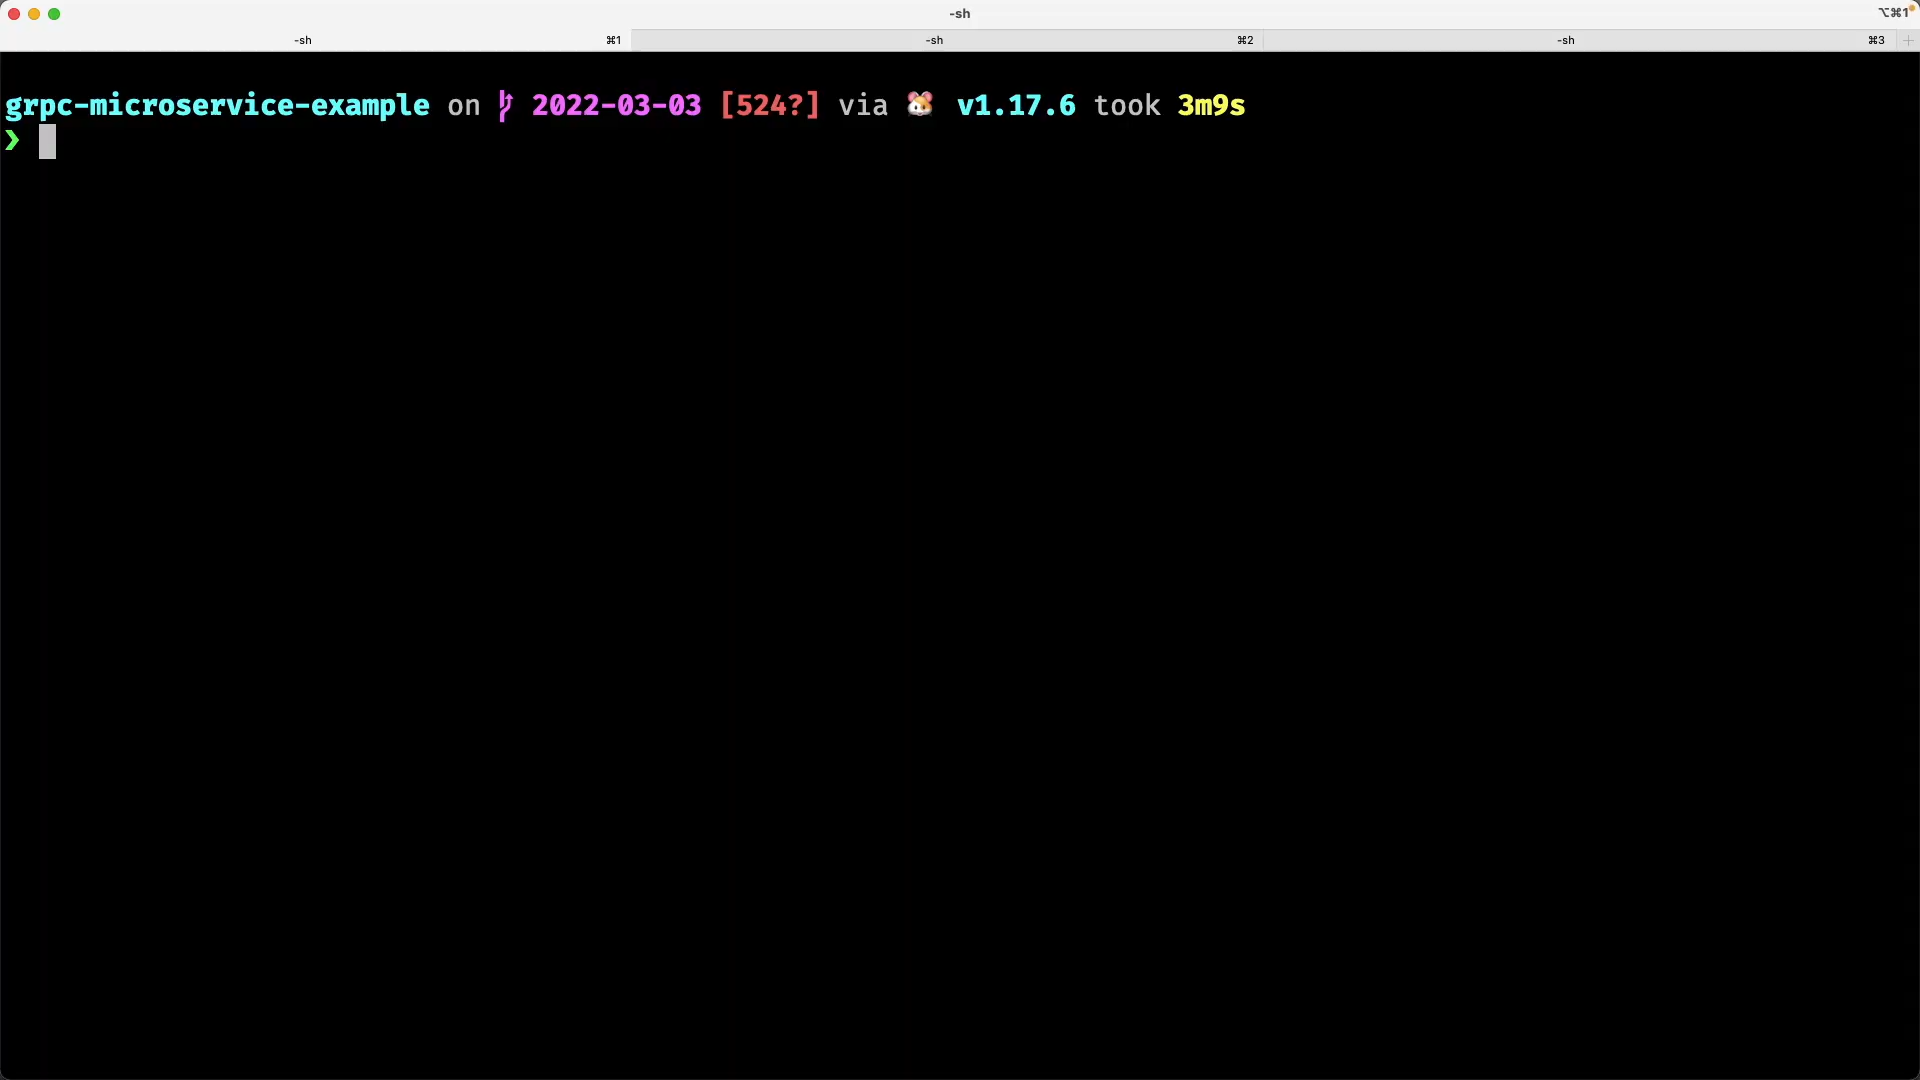 -sh
⌥⌘1
-sh ⌘1 -sh ⌘2 -sh ⌘3
grpc-microservice-example on 2022-03-03 [524?] via 🐹 v1.17.6 took 3m9s
❯